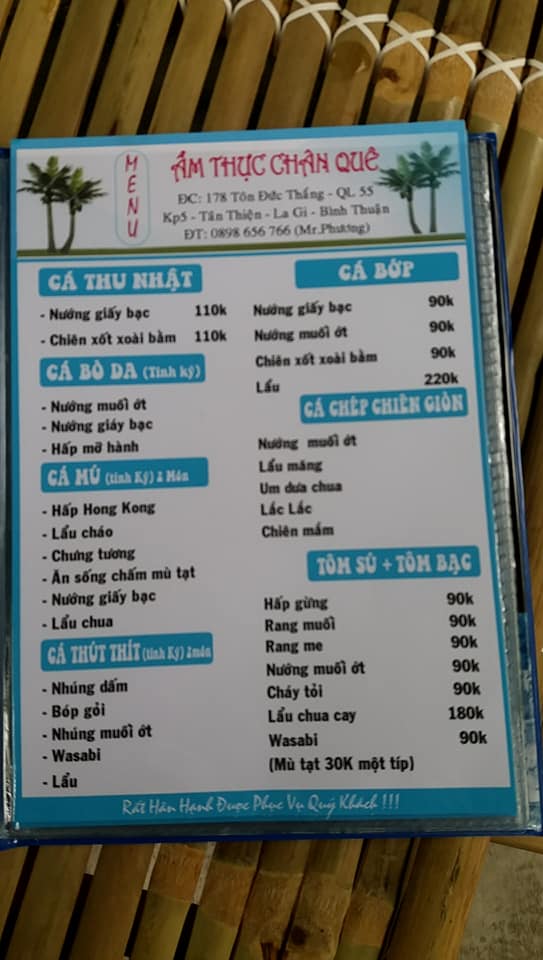 MENU
ẨM THỰC CHÂN QUÊ
ĐC: 178 Tôn Đức Thắng - QL 55
Kp5 - Tân Thiện - La Gi - Bình Thuận
ĐT: 0898 656 766 (Mr.Phương)
CÁ THU NHẬT
- Nướng giấy bạc 110k
- Chiên xốt xoài bằm 110k
CÁ BÒ DA (Tính ký)
- Nướng muối ớt
- Nướng giáy bạc
- Hấp mỡ hành
CÁ MÚ (tính Ký) 2 Món
- Hấp Hong Kong
- Lẩu cháo
- Chưng tương
- Ăn sống chấm mù tạt
- Nướng giấy bạc
- Lẩu chua
CÁ THÚT THÍT (tính Ký) 2món
- Nhúng dấm
- Bóp gỏi
- Nhúng muối ớt
- Wasabi
- Lẩu
CÁ BỚP
Nướng giấy bạc 90k
Nướng muối ớt 90k
Chiên xốt xoài bằm 90k
Lẩu 220k
CÁ CHÉP CHIÊN GIÒN
Nướng muối ớt
Lẩu măng
Um dưa chua
Lắc Lắc
Chiên mắm
TÔM SÚ + TÔM BẠC
Hấp gừng 90k
Rang muối 90k
Rang me 90k
Nướng muối ớt 90k
Cháy tỏi 90k
Lẩu chua cay 180k
Wasabi 90k
(Mù tạt 30K một típ)
Rất Hân Hạnh Được Phục Vụ Quý Khách !!!